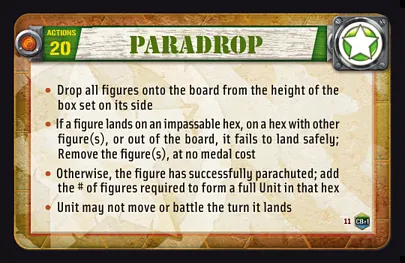 ACTIONS
20
PARADROP
• Drop all figures onto the board from the height of the
box set on its side
• If a figure lands on an impassable hex, on a hex with other
figure(s), or out of the board, it fails to land safely;
Remove the figure(s), at no medal cost
• Otherwise, the figure has successfully parachuted; add
the # of figures required to form a full Unit in that hex
• Unit may not move or battle the turn it lands
11 CB-1